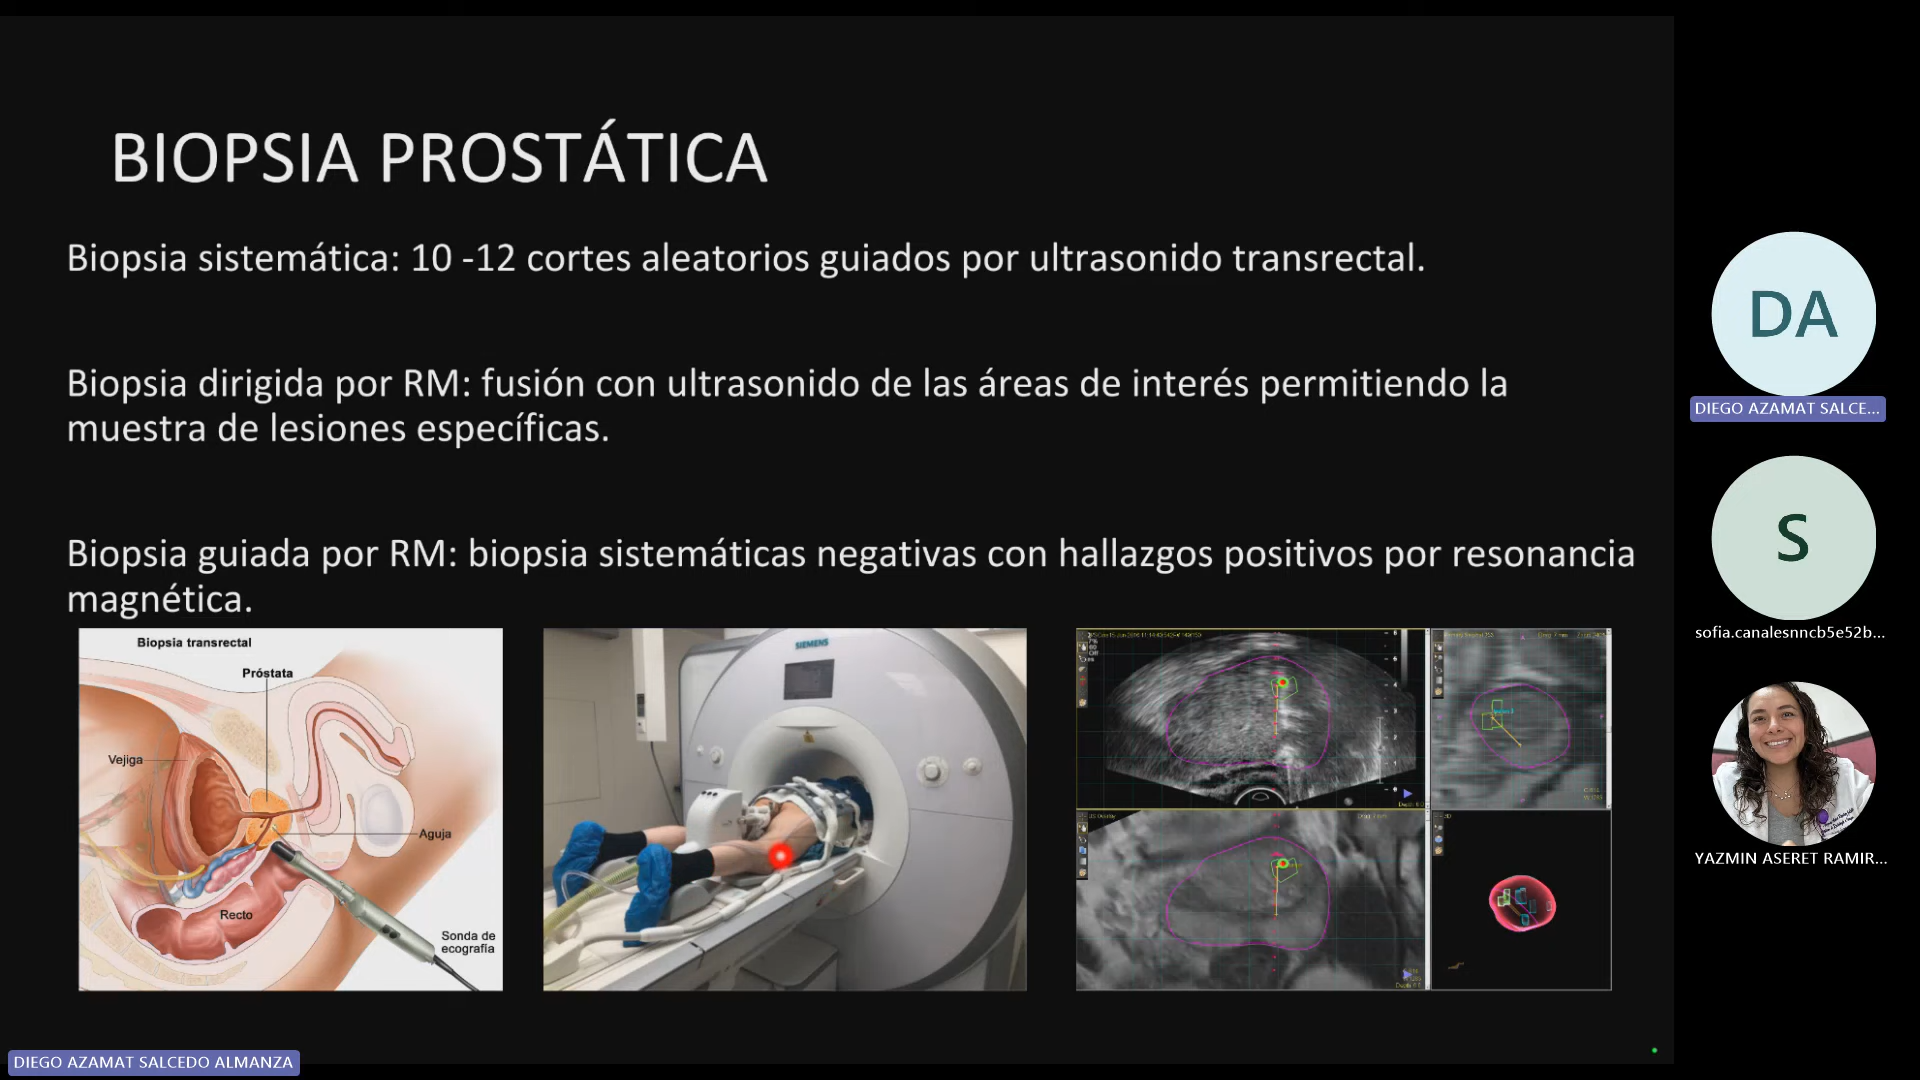 BIOPSIA PROSTÁTICA
Biopsia sistemática: 10 -12 cortes aleatorios guiados por ultrasonido transrectal.
Biopsia dirigida por RM: fusión con ultrasonido de las áreas de interés permitiendo la
muestra de lesiones específicas.
Biopsia guiada por RM: biopsia sistemáticas negativas con hallazgos positivos por resonancia
magnética.
Biopsia transrectal
Próstata
Vejiga
Aguja
Recto
Sonda de
ecografía
SIEMENS
DA
DIEGO AZAMAT SALCE...
S
sofia.canalesnncb5e52b...
YAZMIN ASERET RAMIR...
DIEGO AZAMAT SALCEDO ALMANZA